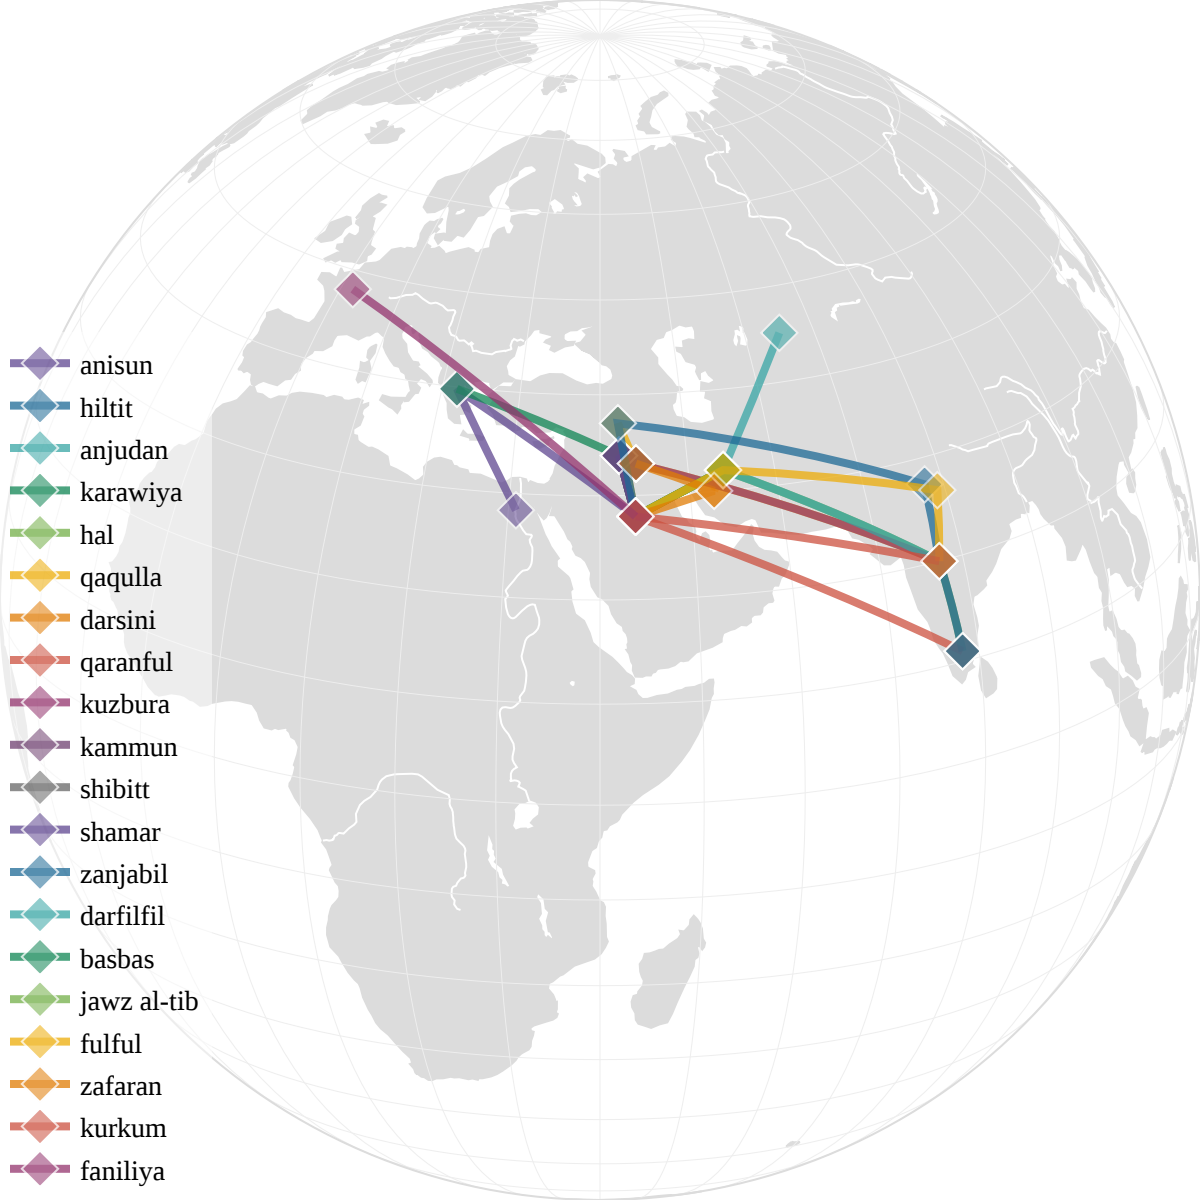 anisun
hiltit
anjudan
karawiya
hal
qaqulla
darsini
qaranful
kuzbura
kammun
shibitt
shamar
zanjabil
darfilfil
basbas
jawz al-tib
fulful
zafaran
kurkum
faniliya